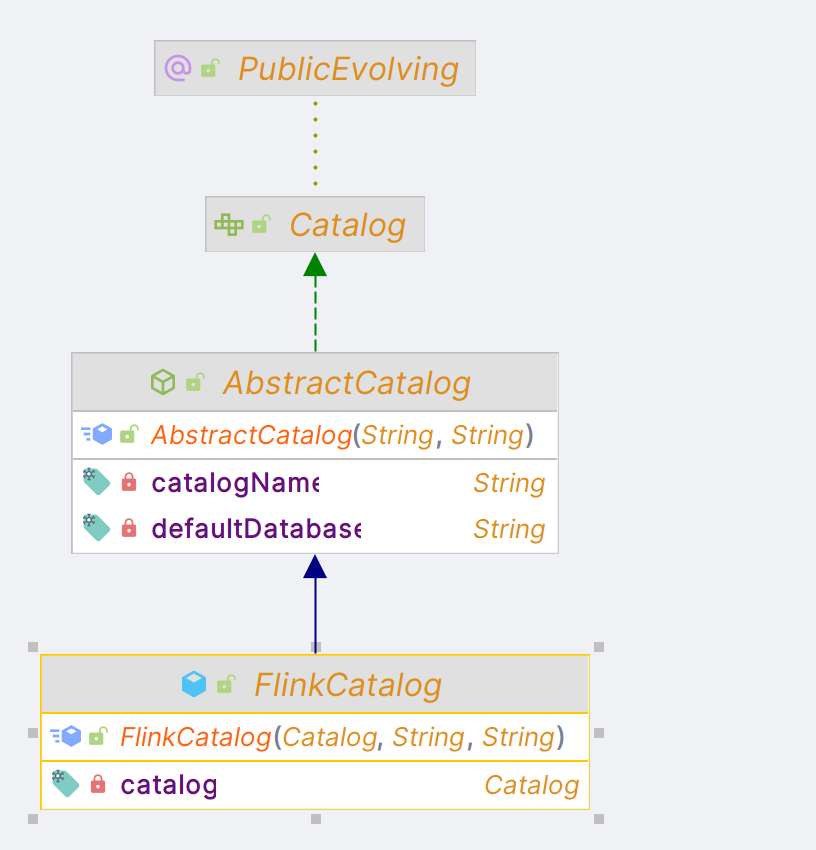 PublicEvolving
Catalog
AbstractCatalog
AbstractCatalog(String, String)
catalogName String
defaultDatabase String
FlinkCatalog
FlinkCatalog(Catalog, String, String)
catalog Catalog